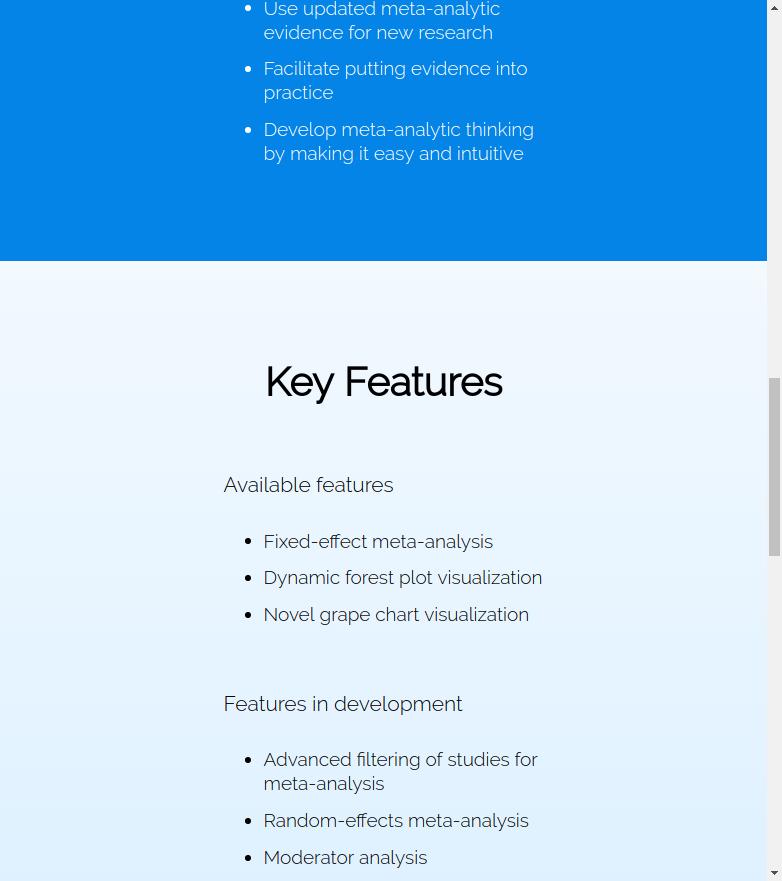 Use updated meta-analytic
evidence for new research
Facilitate putting evidence into
practice
Develop meta-analytic thinking
by making it easy and intuitive
Key Features
Available features
Fixed-effect meta-analysis
Dynamic forest plot visualization
Novel grape chart visualization
Features in development
Advanced filtering of studies for
meta-analysis
Random-effects meta-analysis
Moderator analysis